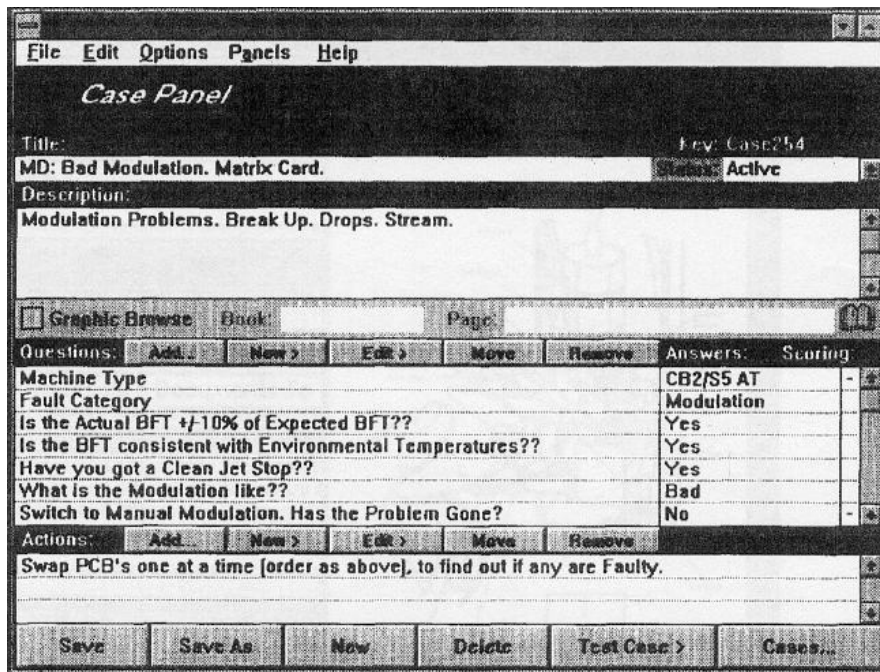 File Edit Options Panels Help
Case Panel
Title: Key: Case254
MD: Bad Modulation. Matrix Card. Status: Active
Description:
Modulation Problems. Break Up. Drops. Stream.
Graphic Browse Book: Page:
Questions: Add... New > Edit > Move Remove Answers: Scoring:
Machine Type CB2/S5 AT -
Fault Category Modulation
Is the Actual BFT +/-10% of Expected BFT?? Yes
Is the BFT consistent with Environmental Temperatures?? Yes
Have you got a Clean Jet Stop?? Yes
What is the Modulation like?? Bad
Switch to Manual Modulation. Has the Problem Gone? No -
Actions: Add... New > Edit > Move Remove
Swap PCB's one at a time (order as above), to find out if any are Faulty.
Save Save As New Delete Test Case > Cases...